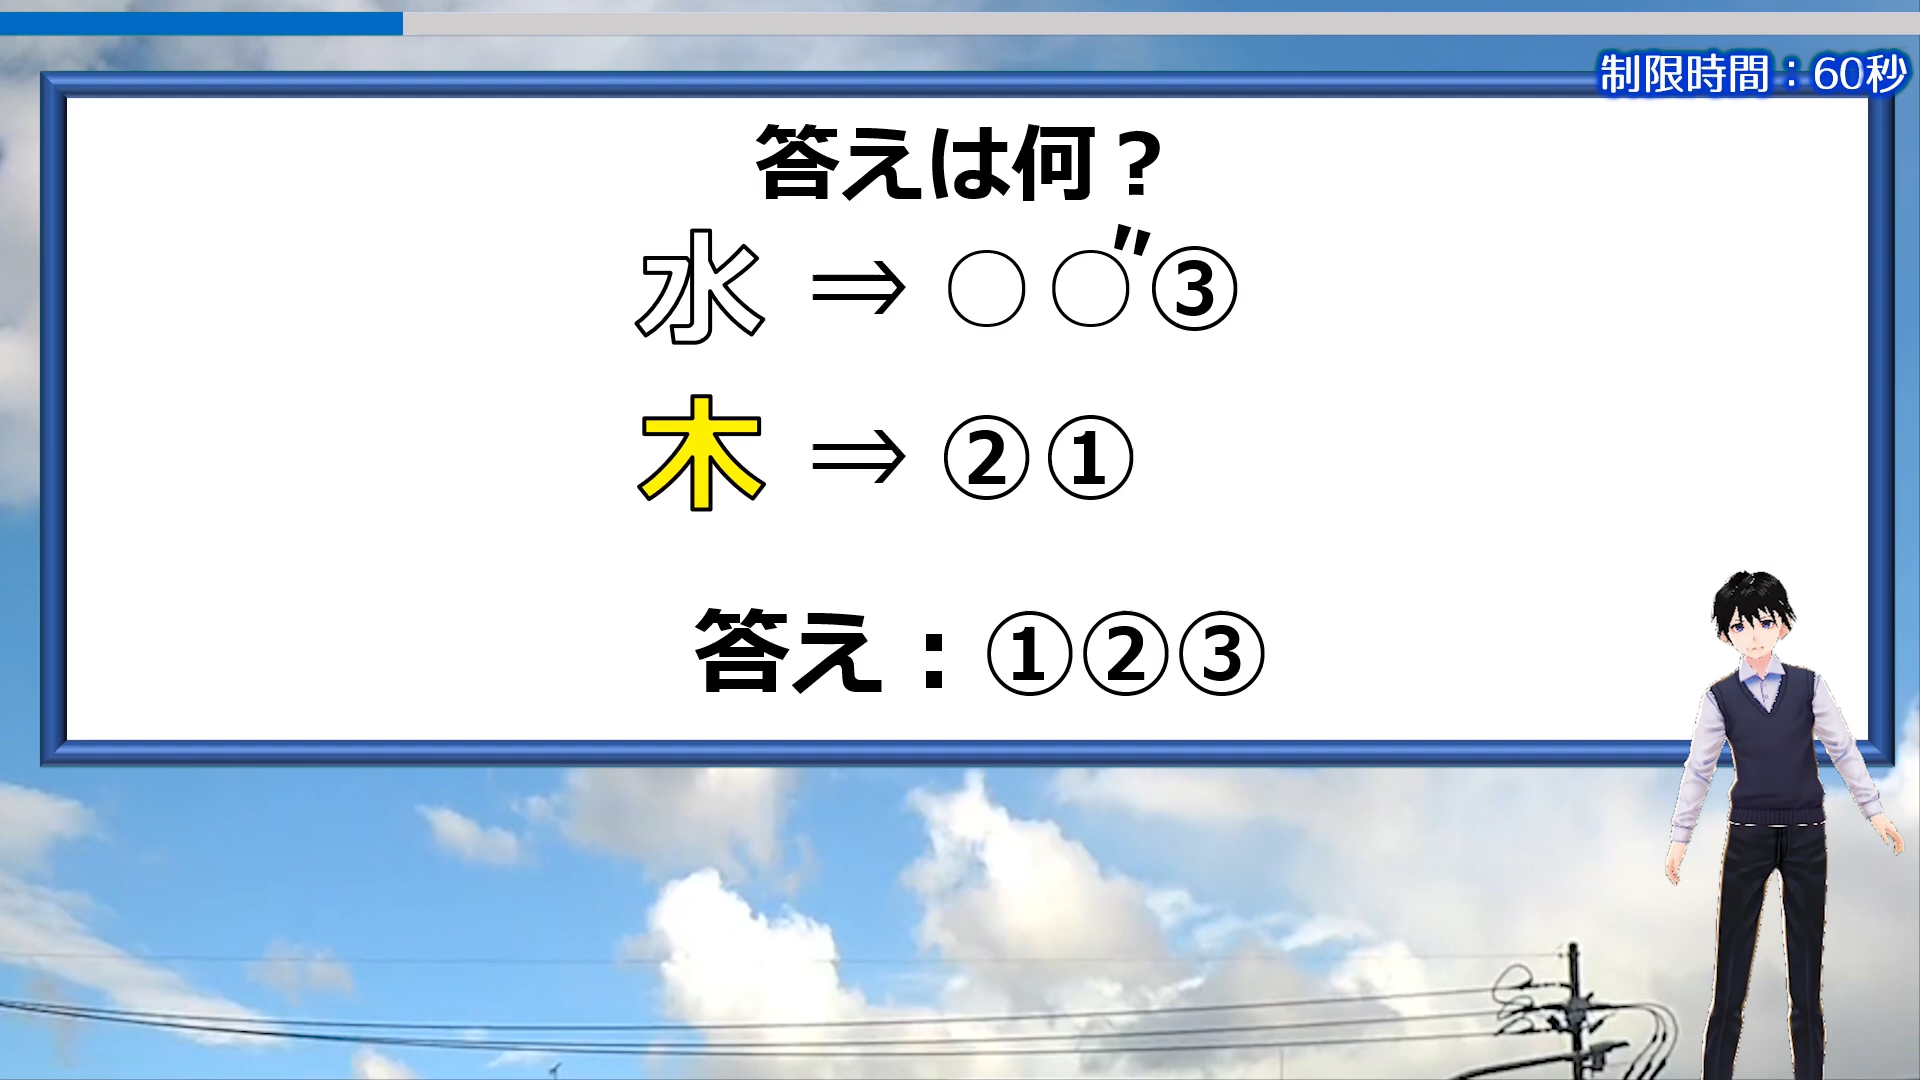 制限時間：60秒
答えは何？
水 ⇒ ○○"③
木 ⇒ ②①
答え：①②③